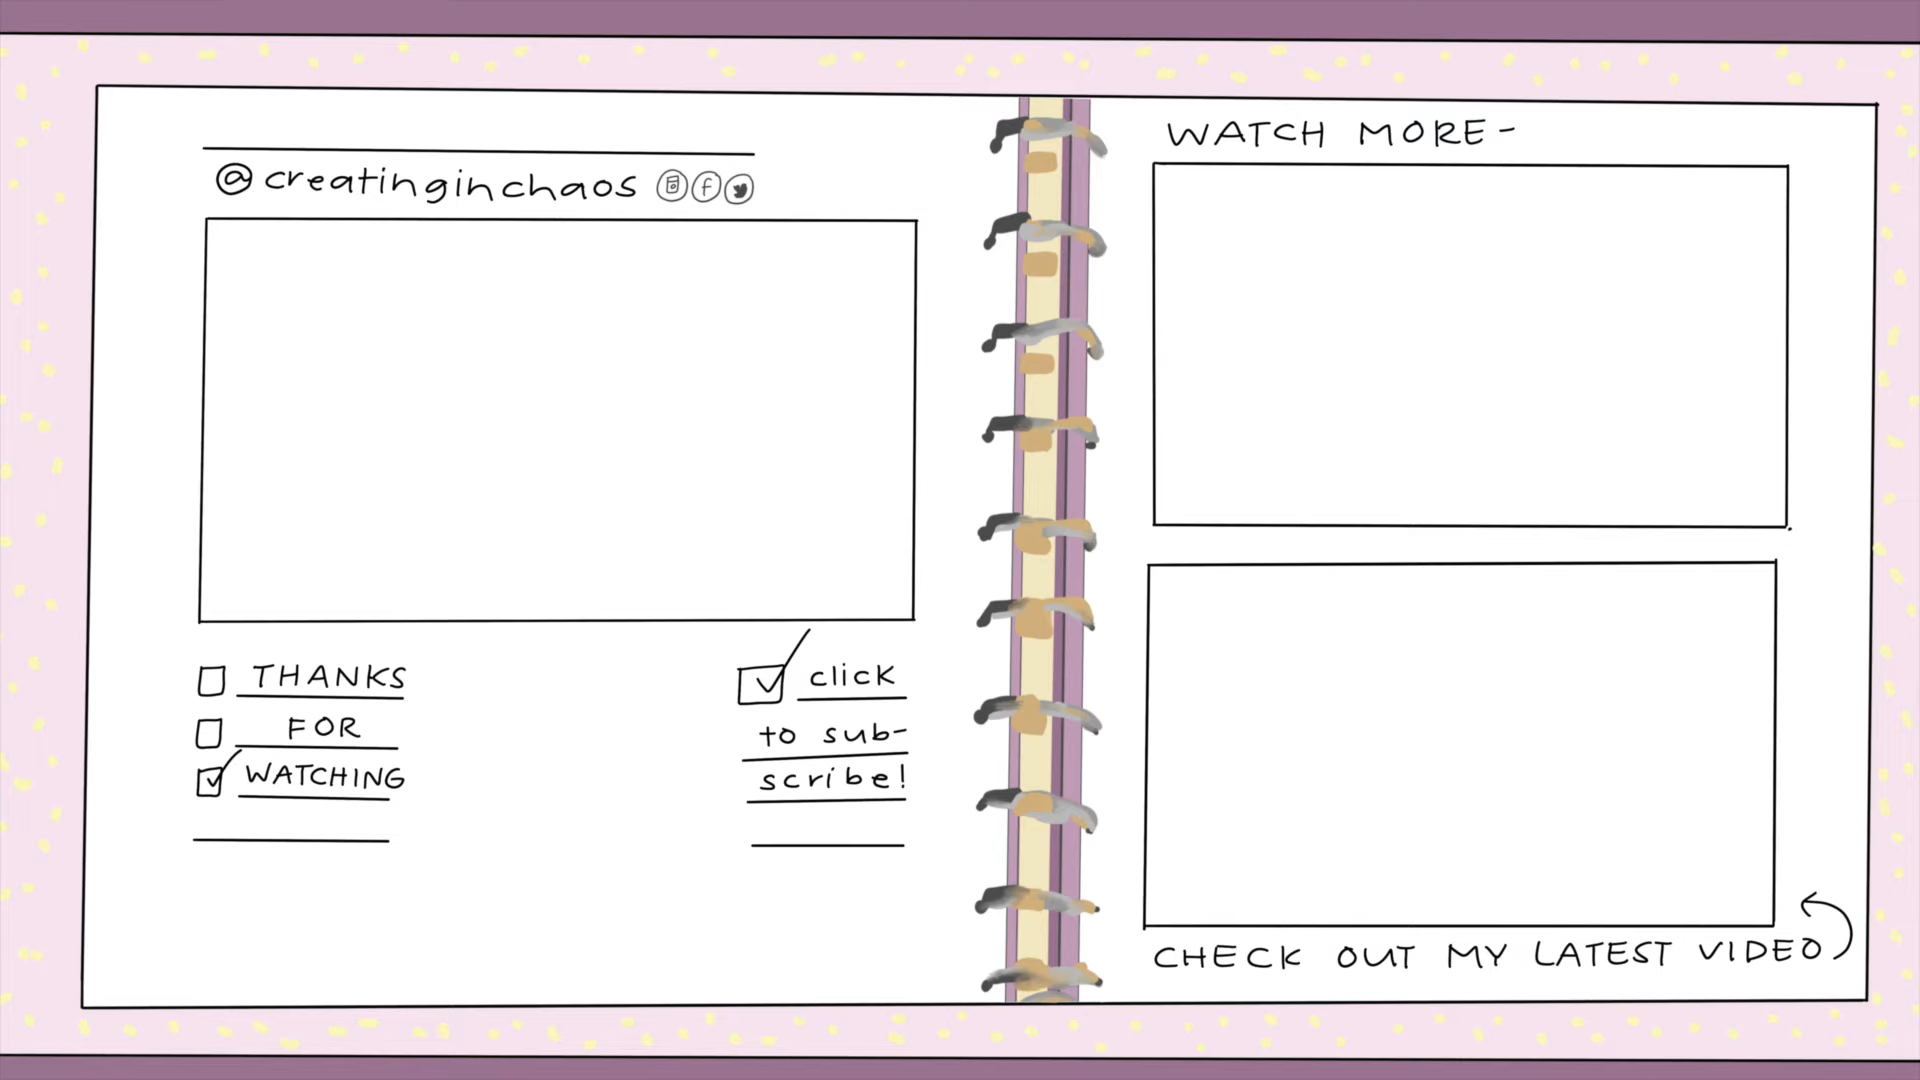 @creatinginchaos
THANKS
FOR
WATCHING
click
to sub-
scribe!
WATCH MORE-
CHECK OUT MY LATEST VIDEO